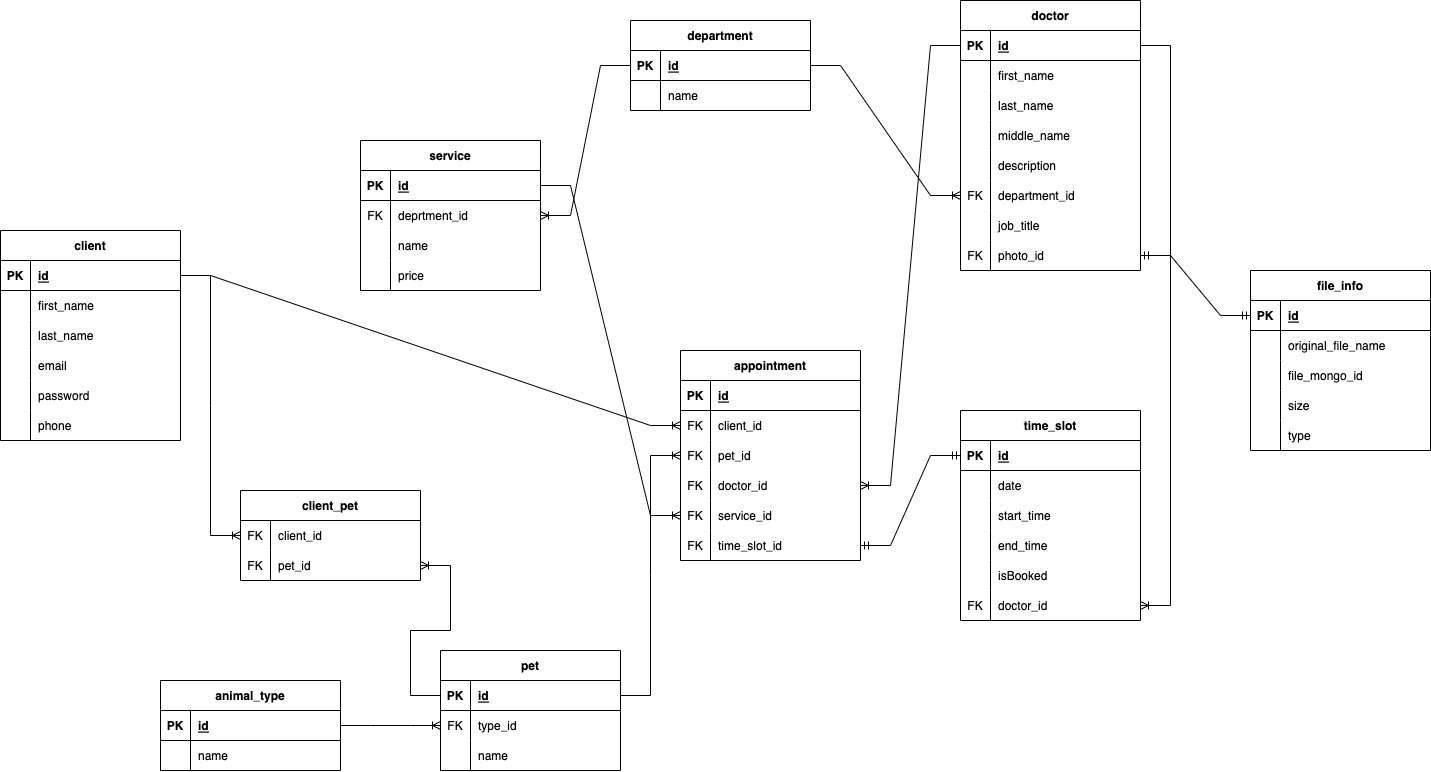 doctor
PK id
first_name
last_name
middle_name
description
FK department_id
job_title
FK photo_id
department
PK id
name
service
PK id
FK deprtment_id
name
price
client
PK id
first_name
last_name
email
password
phone
file_info
PK id
original_file_name
file_mongo_id
size
type
appointment
PK id
FK client_id
FK pet_id
FK doctor_id
FK service_id
FK time_slot_id
time_slot
PK id
date
start_time
end_time
isBooked
FK doctor_id
client_pet
FK client_id
FK pet_id
pet
PK id
FK type_id
name
animal_type
PK id
name